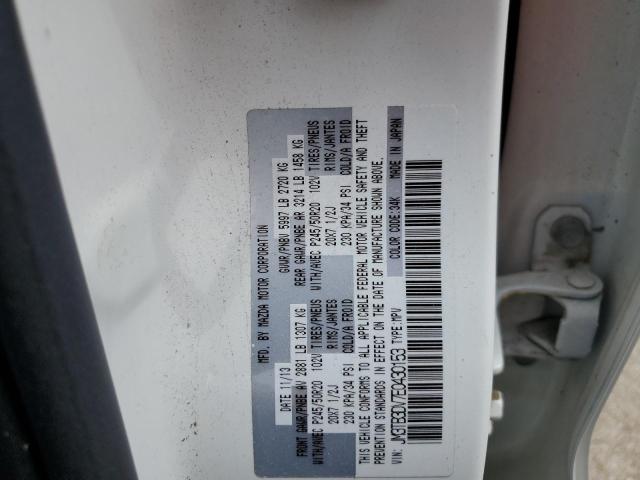 MFD. BY MAZDA MOTOR CORPORATION
DATE 11/13 GVWR/PNBV 5997 LB 2720 KG
FRONT GAWR/PNBE AV 2881 LB 1307 KG REAR GAWR/PNBE AR 3214 LB 1458 KG
WITH/AVEC P245/50R20 102V TIRES/PNEUS WITH/AVEC P245/50R20 102V TIRES/PNEUS
20X7 1/2J RIMS/JANTES 20X7 1/2J RIMS/JANTES
230 KPA/34 PSI COLD/A FROID 230 KPA/34 PSI COLD/A FROID
THIS VEHICLE CONFORMS TO ALL APPLICABLE FEDERAL MOTOR VEHICLE SAFETY AND THEFT
PREVENTION STANDARDS IN EFFECT ON THE DATE OF MANUFACTURE SHOWN ABOVE.
VIN: JM3TB3DV7E0430153 TYPE: MPV COLOR CODE: 34K MADE IN JAPAN